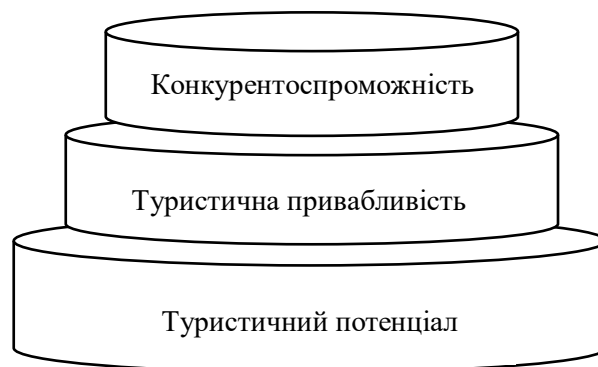 Конкурентоспроможність
Туристична привабливість
Туристичний потенціал